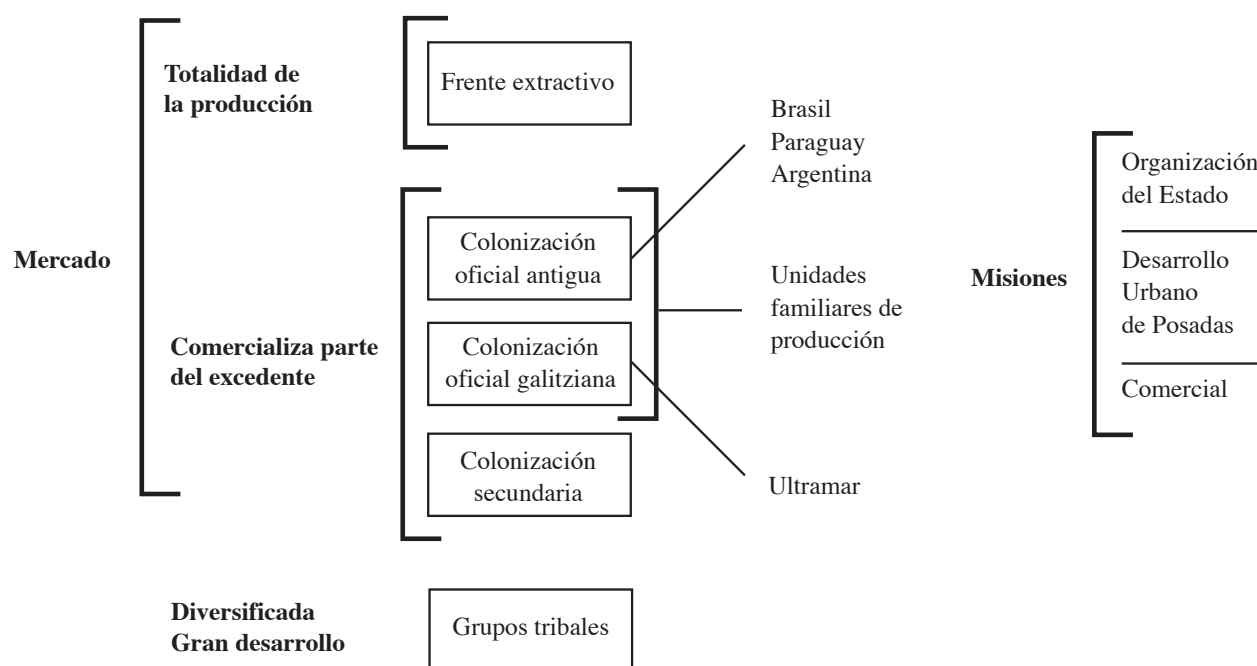 Mercado
Totalidad de
la producción
Frente extractivo
Comercializa parte
del excedente
Colonización
oficial antigua
Colonización
oficial galitziana
Colonización
secundaria
Diversificada
Gran desarrollo
Grupos tribales
Brasil
Paraguay
Argentina
Unidades
familiares de
producción
Ultramar
Misiones
Organización
del Estado
Desarrollo
Urbano
de Posadas
Comercial